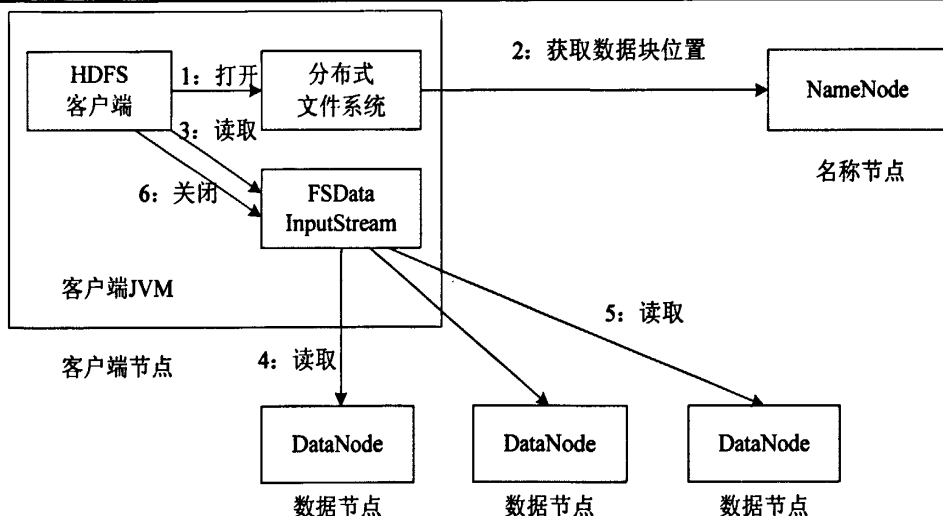 2：获取数据块位置
HDFS
客户端
1：打开
分布式
文件系统
NameNode
3：读取
名称节点
6：关闭
FSData
InputStream
客户端JVM
5：读取
客户端节点
4：读取
DataNode
DataNode
DataNode
数据节点
数据节点
数据节点